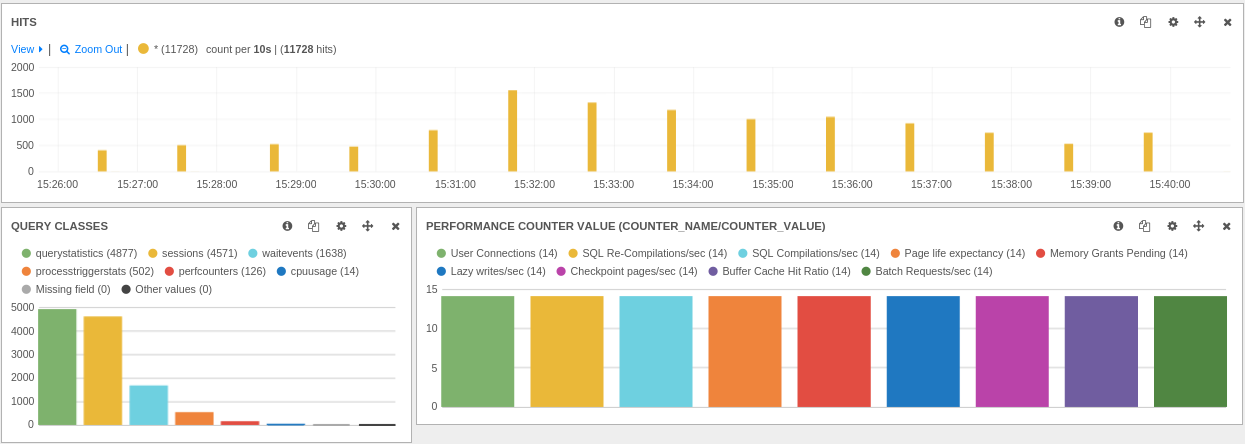 HITS
View | Zoom Out | * (11728) count per 10s | (11728 hits)
2000
1500
1000
500
0
15:26:00 15:27:00 15:28:00 15:29:00 15:30:00 15:31:00 15:32:00 15:33:00 15:34:00 15:35:00 15:36:00 15:37:00 15:38:00 15:39:00 15:40:00
QUERY CLASSES
querystatistics (4877) sessions (4571) waitevents (1638)
processtriggerstats (502) perfcounters (126) cpuusage (14)
Missing field (0) Other values (0)
5000
4000
3000
2000
1000
0
PERFORMANCE COUNTER VALUE (COUNTER_NAME/COUNTER_VALUE)
User Connections (14) SQL Re-Compilations/sec (14) SQL Compilations/sec (14) Page life expectancy (14) Memory Grants Pending (14)
Lazy writes/sec (14) Checkpoint pages/sec (14) Buffer Cache Hit Ratio (14) Batch Requests/sec (14)
15
10
5
0